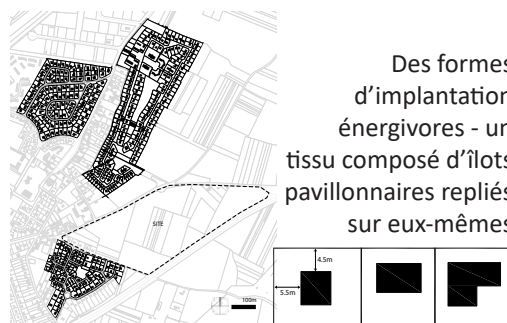 Des formes
d’implantation
énergivores - un
tissu composé d’îlots
pavillonnaires repliés
sur eux-mêmes
SITE
100m
4.5m
5.5m